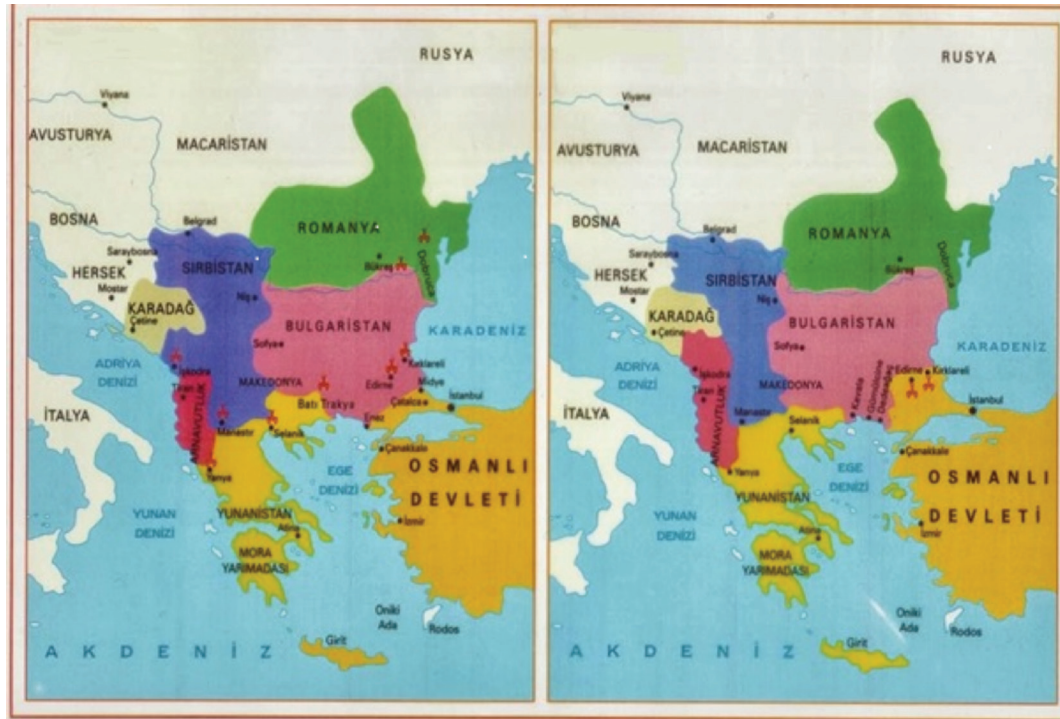 RUSYA
Viyana
AVUSTURYA
MACARİSTAN
BOSNA
Belgrad
ROMANYA
Saraybosna
HERSEK
SIRBİSTAN
Bükreş
Dobruca
Mostar
Niş
KARADAĞ
Çetine
BULGARİSTAN
KARADENİZ
Sofya
ADRİYA
DENİZİ
İşkodra
Kırklareli
Tiran
MAKEDONYA
Edirne
Midye
İTALYA
Batı Trakya
Çatalca
İstanbul
ARNAVUTLUK
Manastır
Selanik
Enez
Çanakkale
OSMANLI
DEVLETİ
Yanya
EGE
DENİZİ
YUNAN
DENİZİ
YUNANİSTAN
Atina
İzmir
MORA
YARIMADASI
Oniki
Ada
Rodos
Girit
AKDENİZ
RUSYA
Viyana
AVUSTURYA
MACARİSTAN
BOSNA
Belgrad
ROMANYA
Saraybosna
HERSEK
SIRBİSTAN
Bükreş
Dobruca
Mostar
Niş
KARADAĞ
Çetine
BULGARİSTAN
KARADENİZ
Sofya
ADRİYA
DENİZİ
İşkodra
Edirne
Kırklareli
Tiran
MAKEDONYA
Kavala
Gümülcine
Dedeağaç
İstanbul
İTALYA
ARNAVUTLUK
Manastır
Selanik
Çanakkale
OSMANLI
DEVLETİ
Yanya
EGE
DENİZİ
YUNAN
DENİZİ
YUNANİSTAN
Atina
İzmir
MORA
YARIMADASI
Oniki
Ada
Rodos
Girit
AKDENİZ